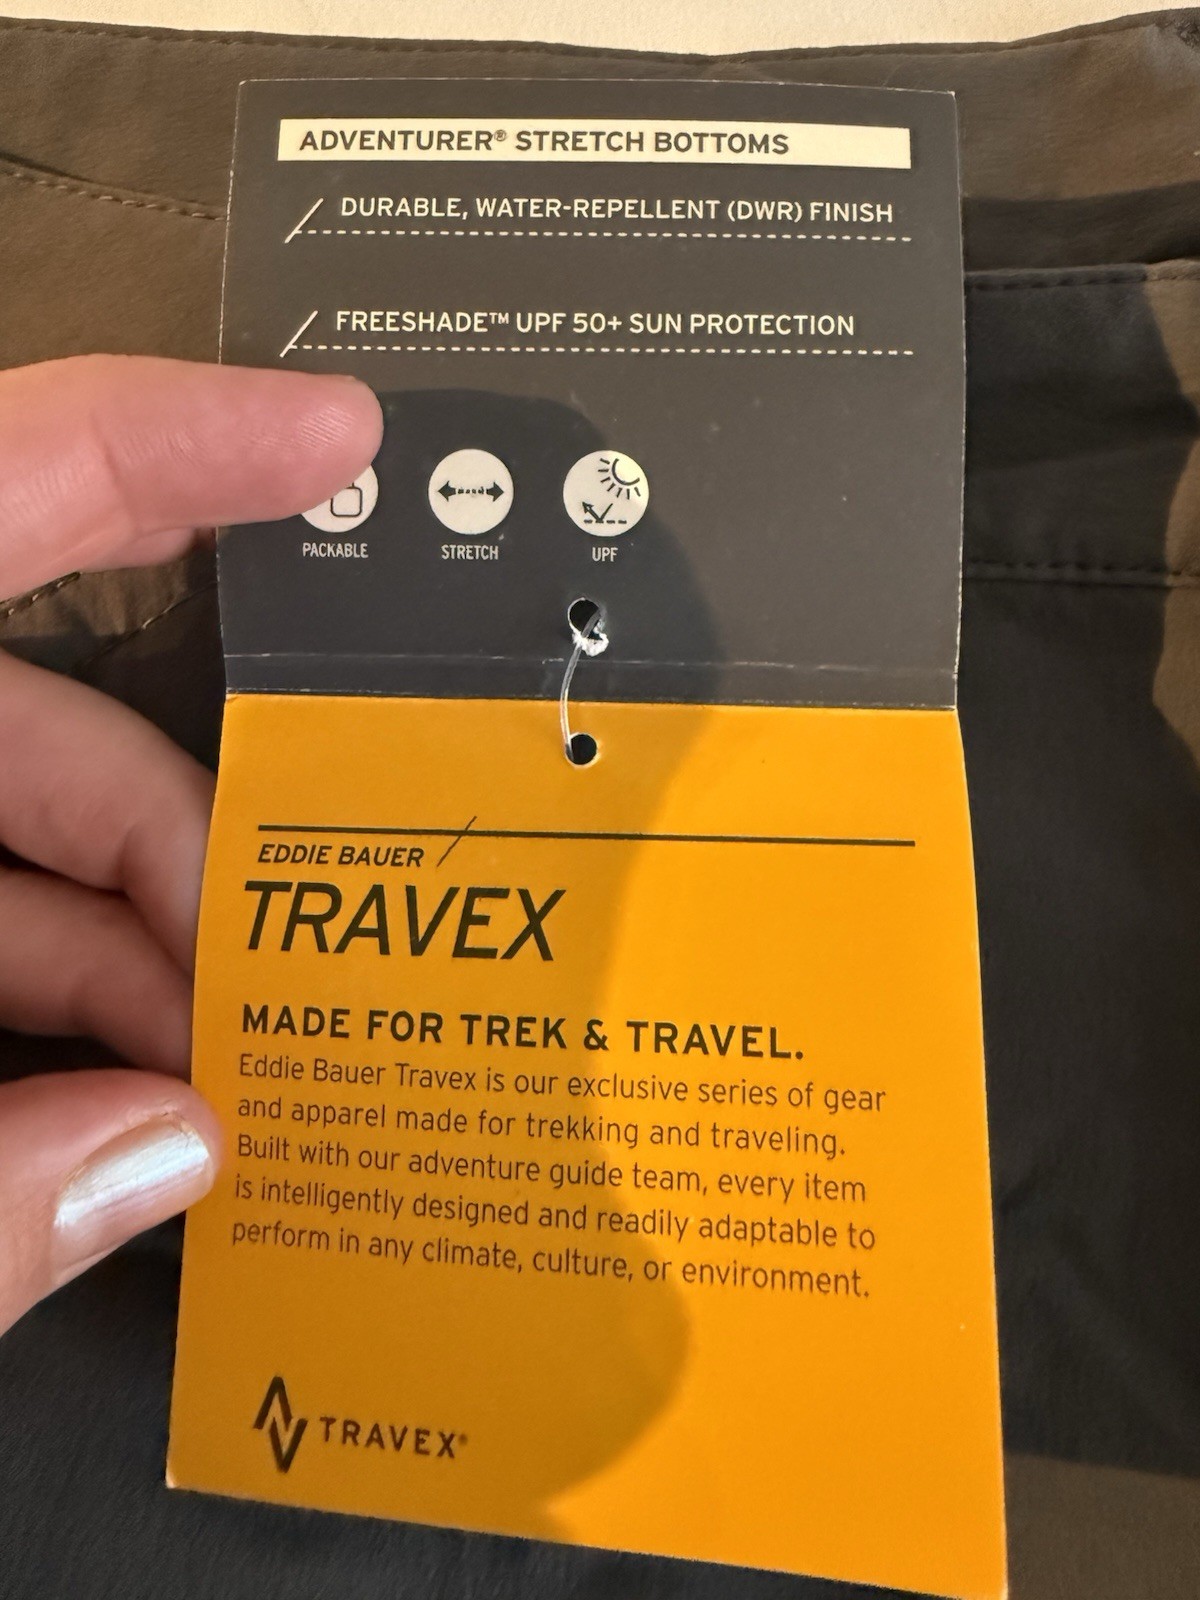 ADVENTURER® STRETCH BOTTOMS
DURABLE, WATER-REPELLENT (DWR) FINISH
FREESHADE™ UPF 50+ SUN PROTECTION
PACKABLE STRETCH UPF
EDDIE BAUER
TRAVEX
MADE FOR TREK & TRAVEL.
Eddie Bauer Travex is our exclusive series of gear
and apparel made for trekking and traveling.
Built with our adventure guide team, every item
is intelligently designed and readily adaptable to
perform in any climate, culture, or environment.
TRAVEX®